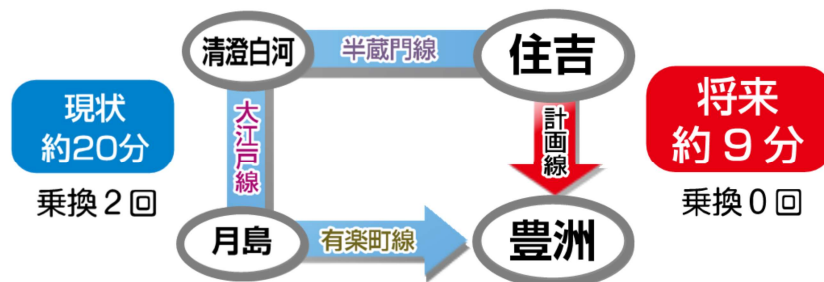 清澄白河
半蔵門線
住吉
現状
約20分
乗換2回
大江戸線
計画線
将来
約9分
乗換0回
月島
有楽町線
豊洲